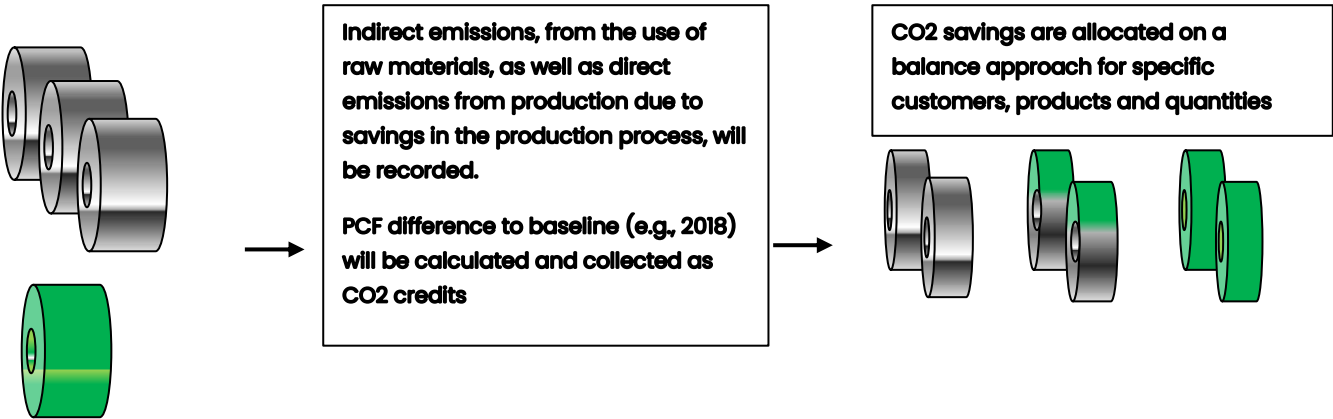 Indirect emissions, from the use of
raw materials, as well as direct
emissions from production due to
savings in the production process, will
be recorded.
PCF difference to baseline (e.g., 2018)
will be calculated and collected as
CO2 credits
CO2 savings are allocated on a
balance approach for specific
customers, products and quantities